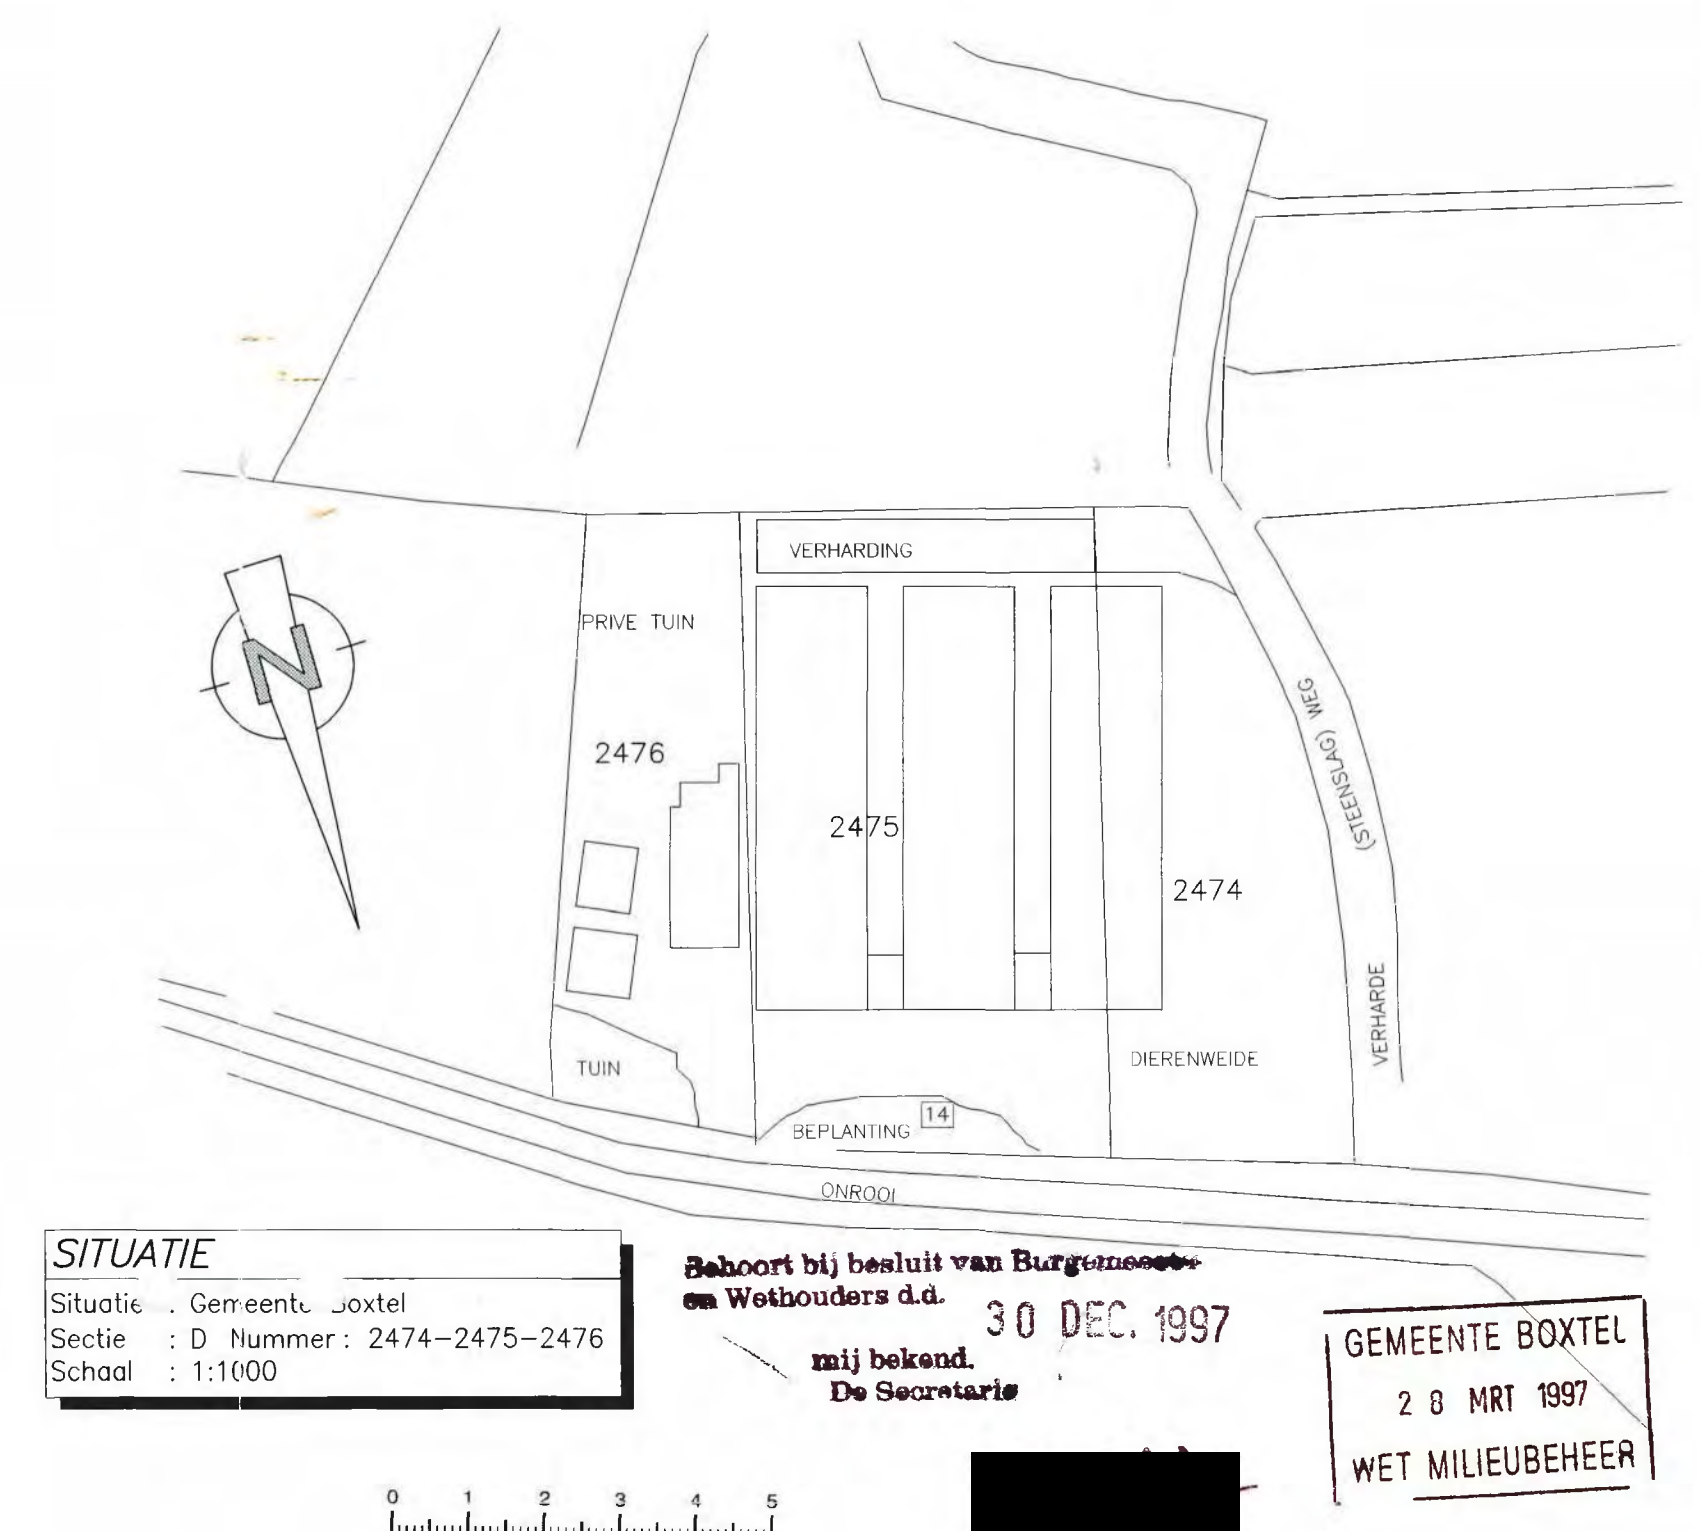 VERHARDING
PRIVE TUIN
N
2476
2475
2474
(STEENSLAG) WEG
VERHARDE
DIERENWEIDE
TUIN
14
BEPLANTING
ONROOI
SITUATIE
Situatie : Gemeente Boxtel
Sectie : D Nummer: 2474-2475-2476
Schaal : 1:1000
Behoort bij besluit van Burgemeester
en Wethouders d.d.
30 DEC. 1997
mij bekend.
De Secretaris
GEMEENTE BOXTEL
28 MRT 1997
WET MILIEUBEHEER
0 1 2 3 4 5